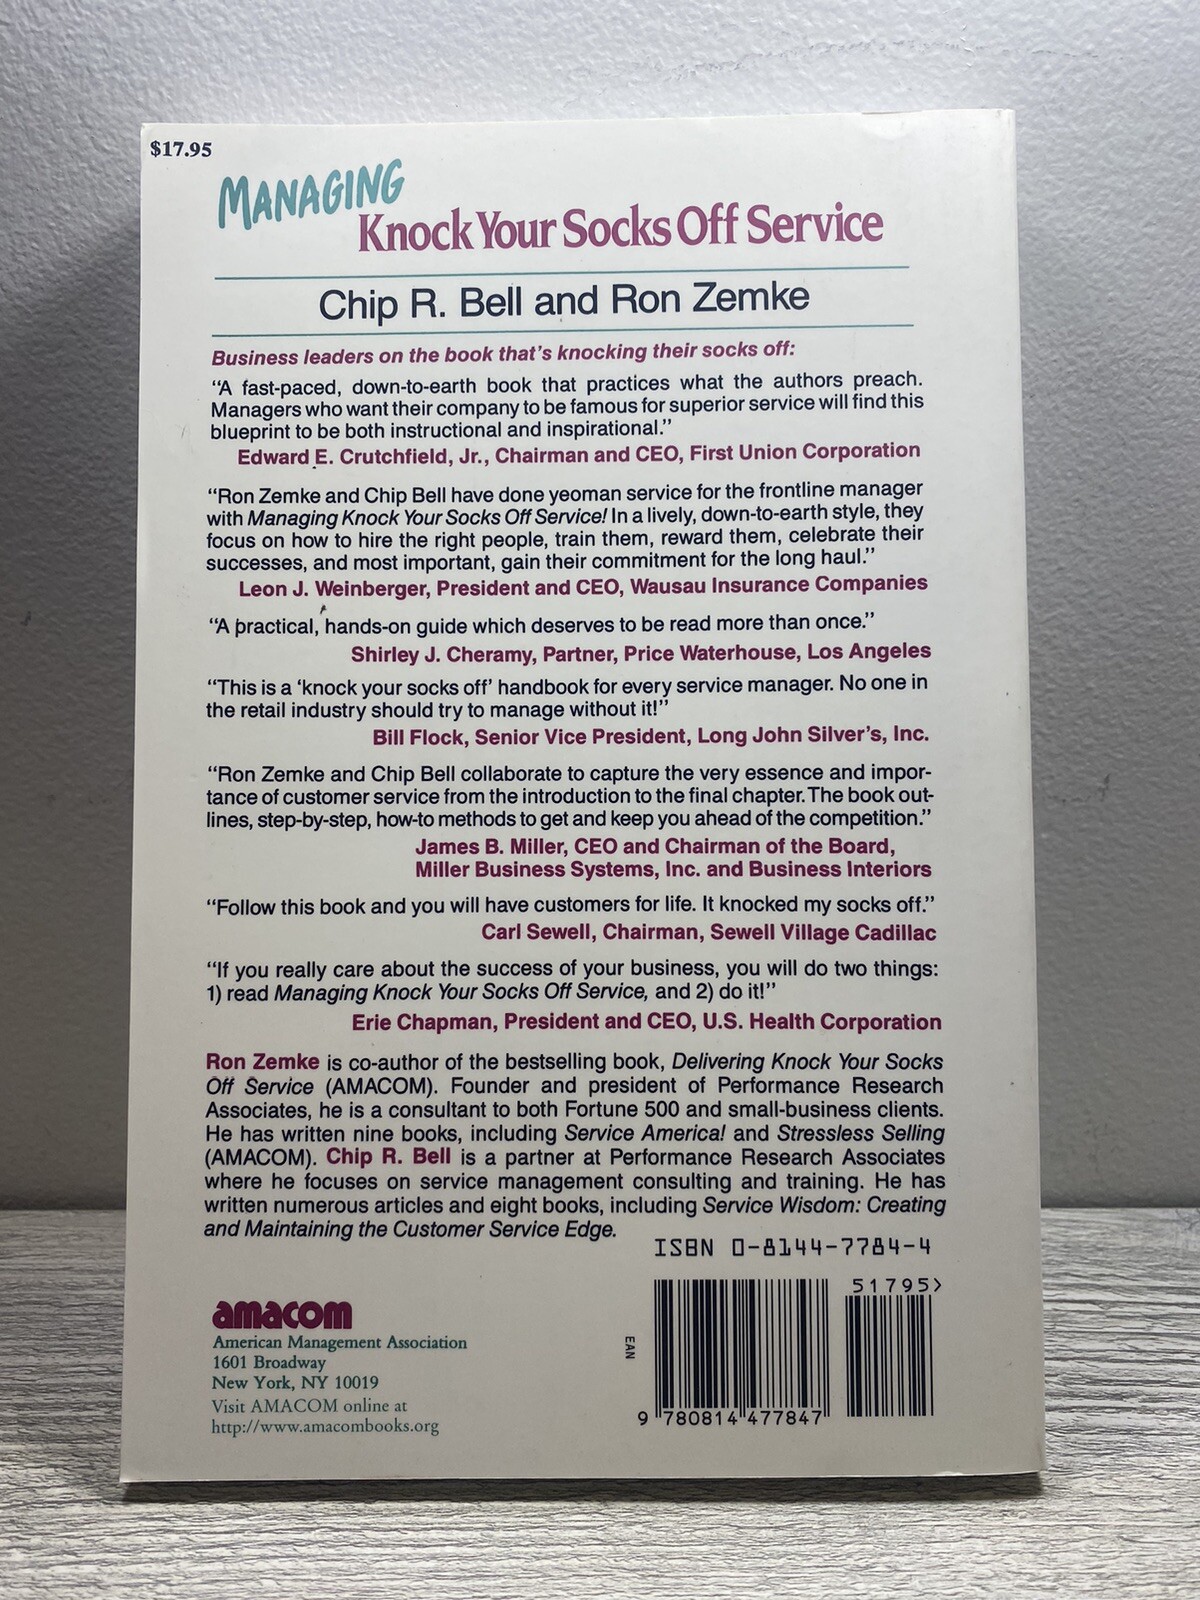 $17.95
MANAGING
Knock Your Socks Off Service
Chip R. Bell and Ron Zemke
Business leaders on the book that's knocking their socks off:
“A fast-paced, down-to-earth book that practices what the authors preach.
Managers who want their company to be famous for superior service will find this
blueprint to be both instructional and inspirational.”
Edward E. Crutchfield, Jr., Chairman and CEO, First Union Corporation
“Ron Zemke and Chip Bell have done yeoman service for the frontline manager
with Managing Knock Your Socks Off Service! In a lively, down-to-earth style, they
focus on how to hire the right people, train them, reward them, celebrate their
successes, and most important, gain their commitment for the long haul.”
Leon J. Weinberger, President and CEO, Wausau Insurance Companies
“A practical, hands-on guide which deserves to be read more than once.”
Shirley J. Cheramy, Partner, Price Waterhouse, Los Angeles
“This is a ‘knock your socks off’ handbook for every service manager. No one in
the retail industry should try to manage without it!”
Bill Flock, Senior Vice President, Long John Silver's, Inc.
“Ron Zemke and Chip Bell collaborate to capture the very essence and impor-
tance of customer service from the introduction to the final chapter. The book out-
lines, step-by-step, how-to methods to get and keep you ahead of the competition.”
James B. Miller, CEO and Chairman of the Board,
Miller Business Systems, Inc. and Business Interiors
“Follow this book and you will have customers for life. It knocked my socks off.”
Carl Sewell, Chairman, Sewell Village Cadillac
“If you really care about the success of your business, you will do two things:
1) read Managing Knock Your Socks Off Service, and 2) do it!”
Erie Chapman, President and CEO, U.S. Health Corporation
Ron Zemke is co-author of the bestselling book, Delivering Knock Your Socks
Off Service (AMACOM). Founder and president of Performance Research
Associates, he is a consultant to both Fortune 500 and small-business clients.
He has written nine books, including Service America! and Stressless Selling
(AMACOM). Chip R. Bell is a partner at Performance Research Associates
where he focuses on service management consulting and training. He has
written numerous articles and eight books, including Service Wisdom: Creating
and Maintaining the Customer Service Edge.
ISBN 0-8144-7784-4
51795>
EAN
9 780814 477847
amacom
American Management Association
1601 Broadway
New York, NY 10019
Visit AMACOM online at
http://www.amacombooks.org